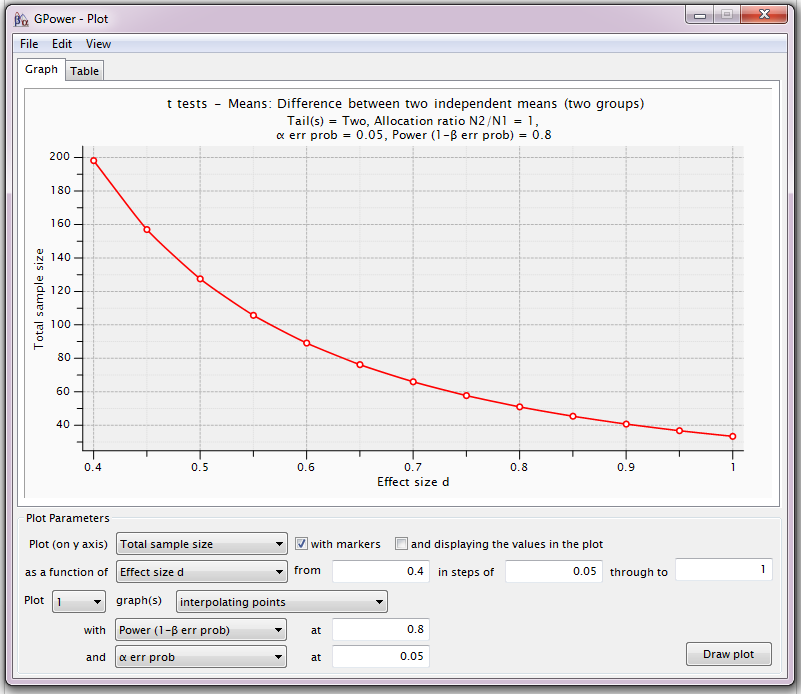 GPower - Plot
File Edit View
Graph Table
t tests – Means: Difference between two independent means (two groups)
Tail(s) = Two, Allocation ratio N2/N1 = 1,
α err prob = 0.05, Power (1-β err prob) = 0.8
200
180
160
140
120
100
80
60
40
Total sample size
0.4 0.5 0.6 0.7 0.8 0.9 1
Effect size d
Plot Parameters
Plot (on y axis) Total sample size with markers and displaying the values in the plot
as a function of Effect size d from 0.4 in steps of 0.05 through to 1
Plot 1 graph(s) interpolating points
with Power (1-β err prob) at 0.8
and α err prob at 0.05
Draw plot